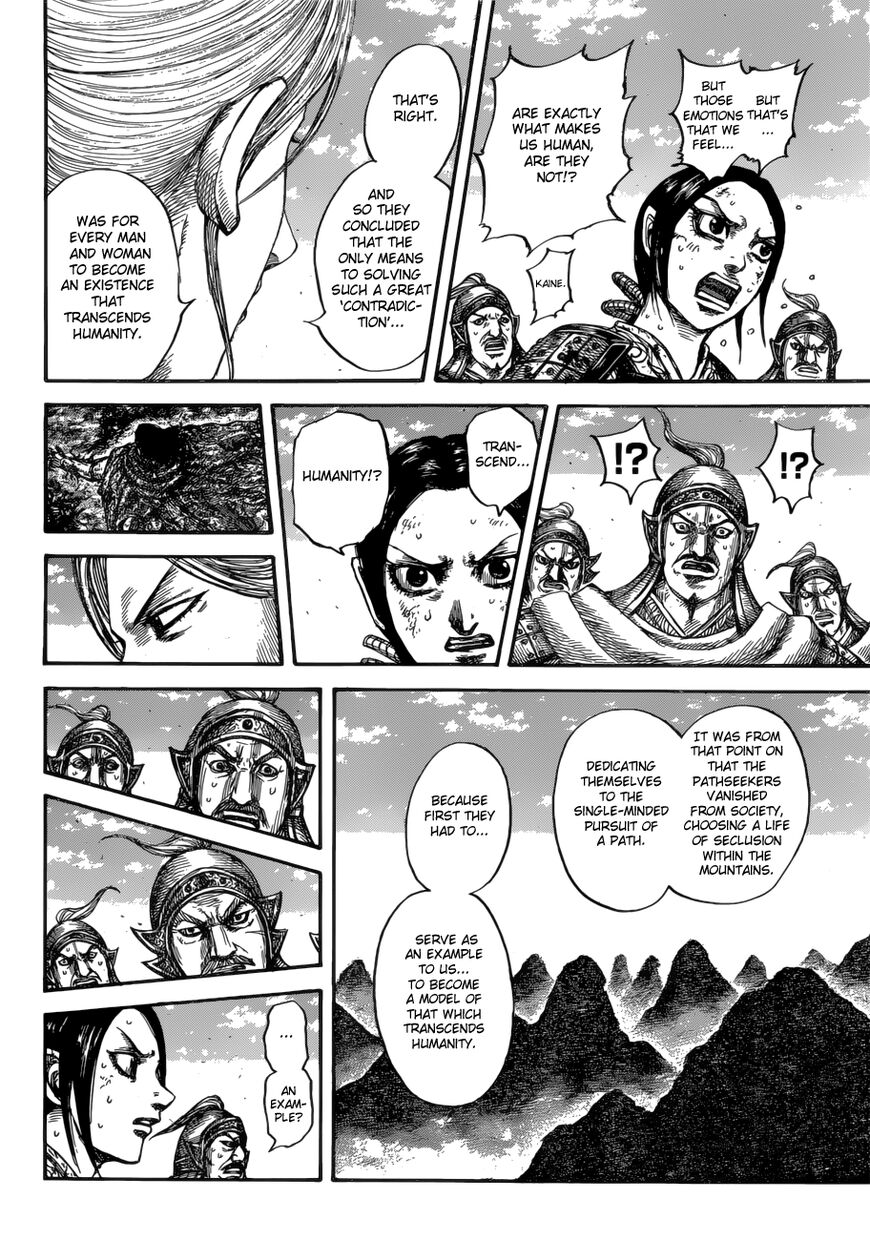 BUT
THAT'S
...
BUT
THOSE
EMOTIONS
THAT WE
FEEL...
ARE EXACTLY
WHAT MAKES
US HUMAN,
ARE THEY
NOT!?
KAINE.
THAT'S
RIGHT.
AND
SO THEY
CONCLUDED
THAT THE
ONLY MEANS
TO SOLVING
SUCH A GREAT
'CONTRADIC-
TION'...
WAS FOR
EVERY MAN
AND WOMAN
TO BECOME
AN EXISTENCE
THAT
TRANSCENDS
HUMANITY.
!?
!?
TRAN-
SCEND...
HUMANITY!?
IT WAS FROM
THAT POINT ON
THAT THE
PATHSEEKERS
VANISHED
FROM SOCIETY,
CHOOSING A LIFE
OF SECLUSION
WITHIN THE
MOUNTAINS.
DEDICATING
THEMSELVES
TO THE
SINGLE-MINDED
PURSUIT OF
A PATH.
BECAUSE
FIRST THEY
HAD TO...
SERVE AS
AN EXAMPLE
TO US...
TO BECOME
A MODEL OF
THAT WHICH
TRANSCENDS
HUMANITY.
...
AN
EXAM-
PLE?